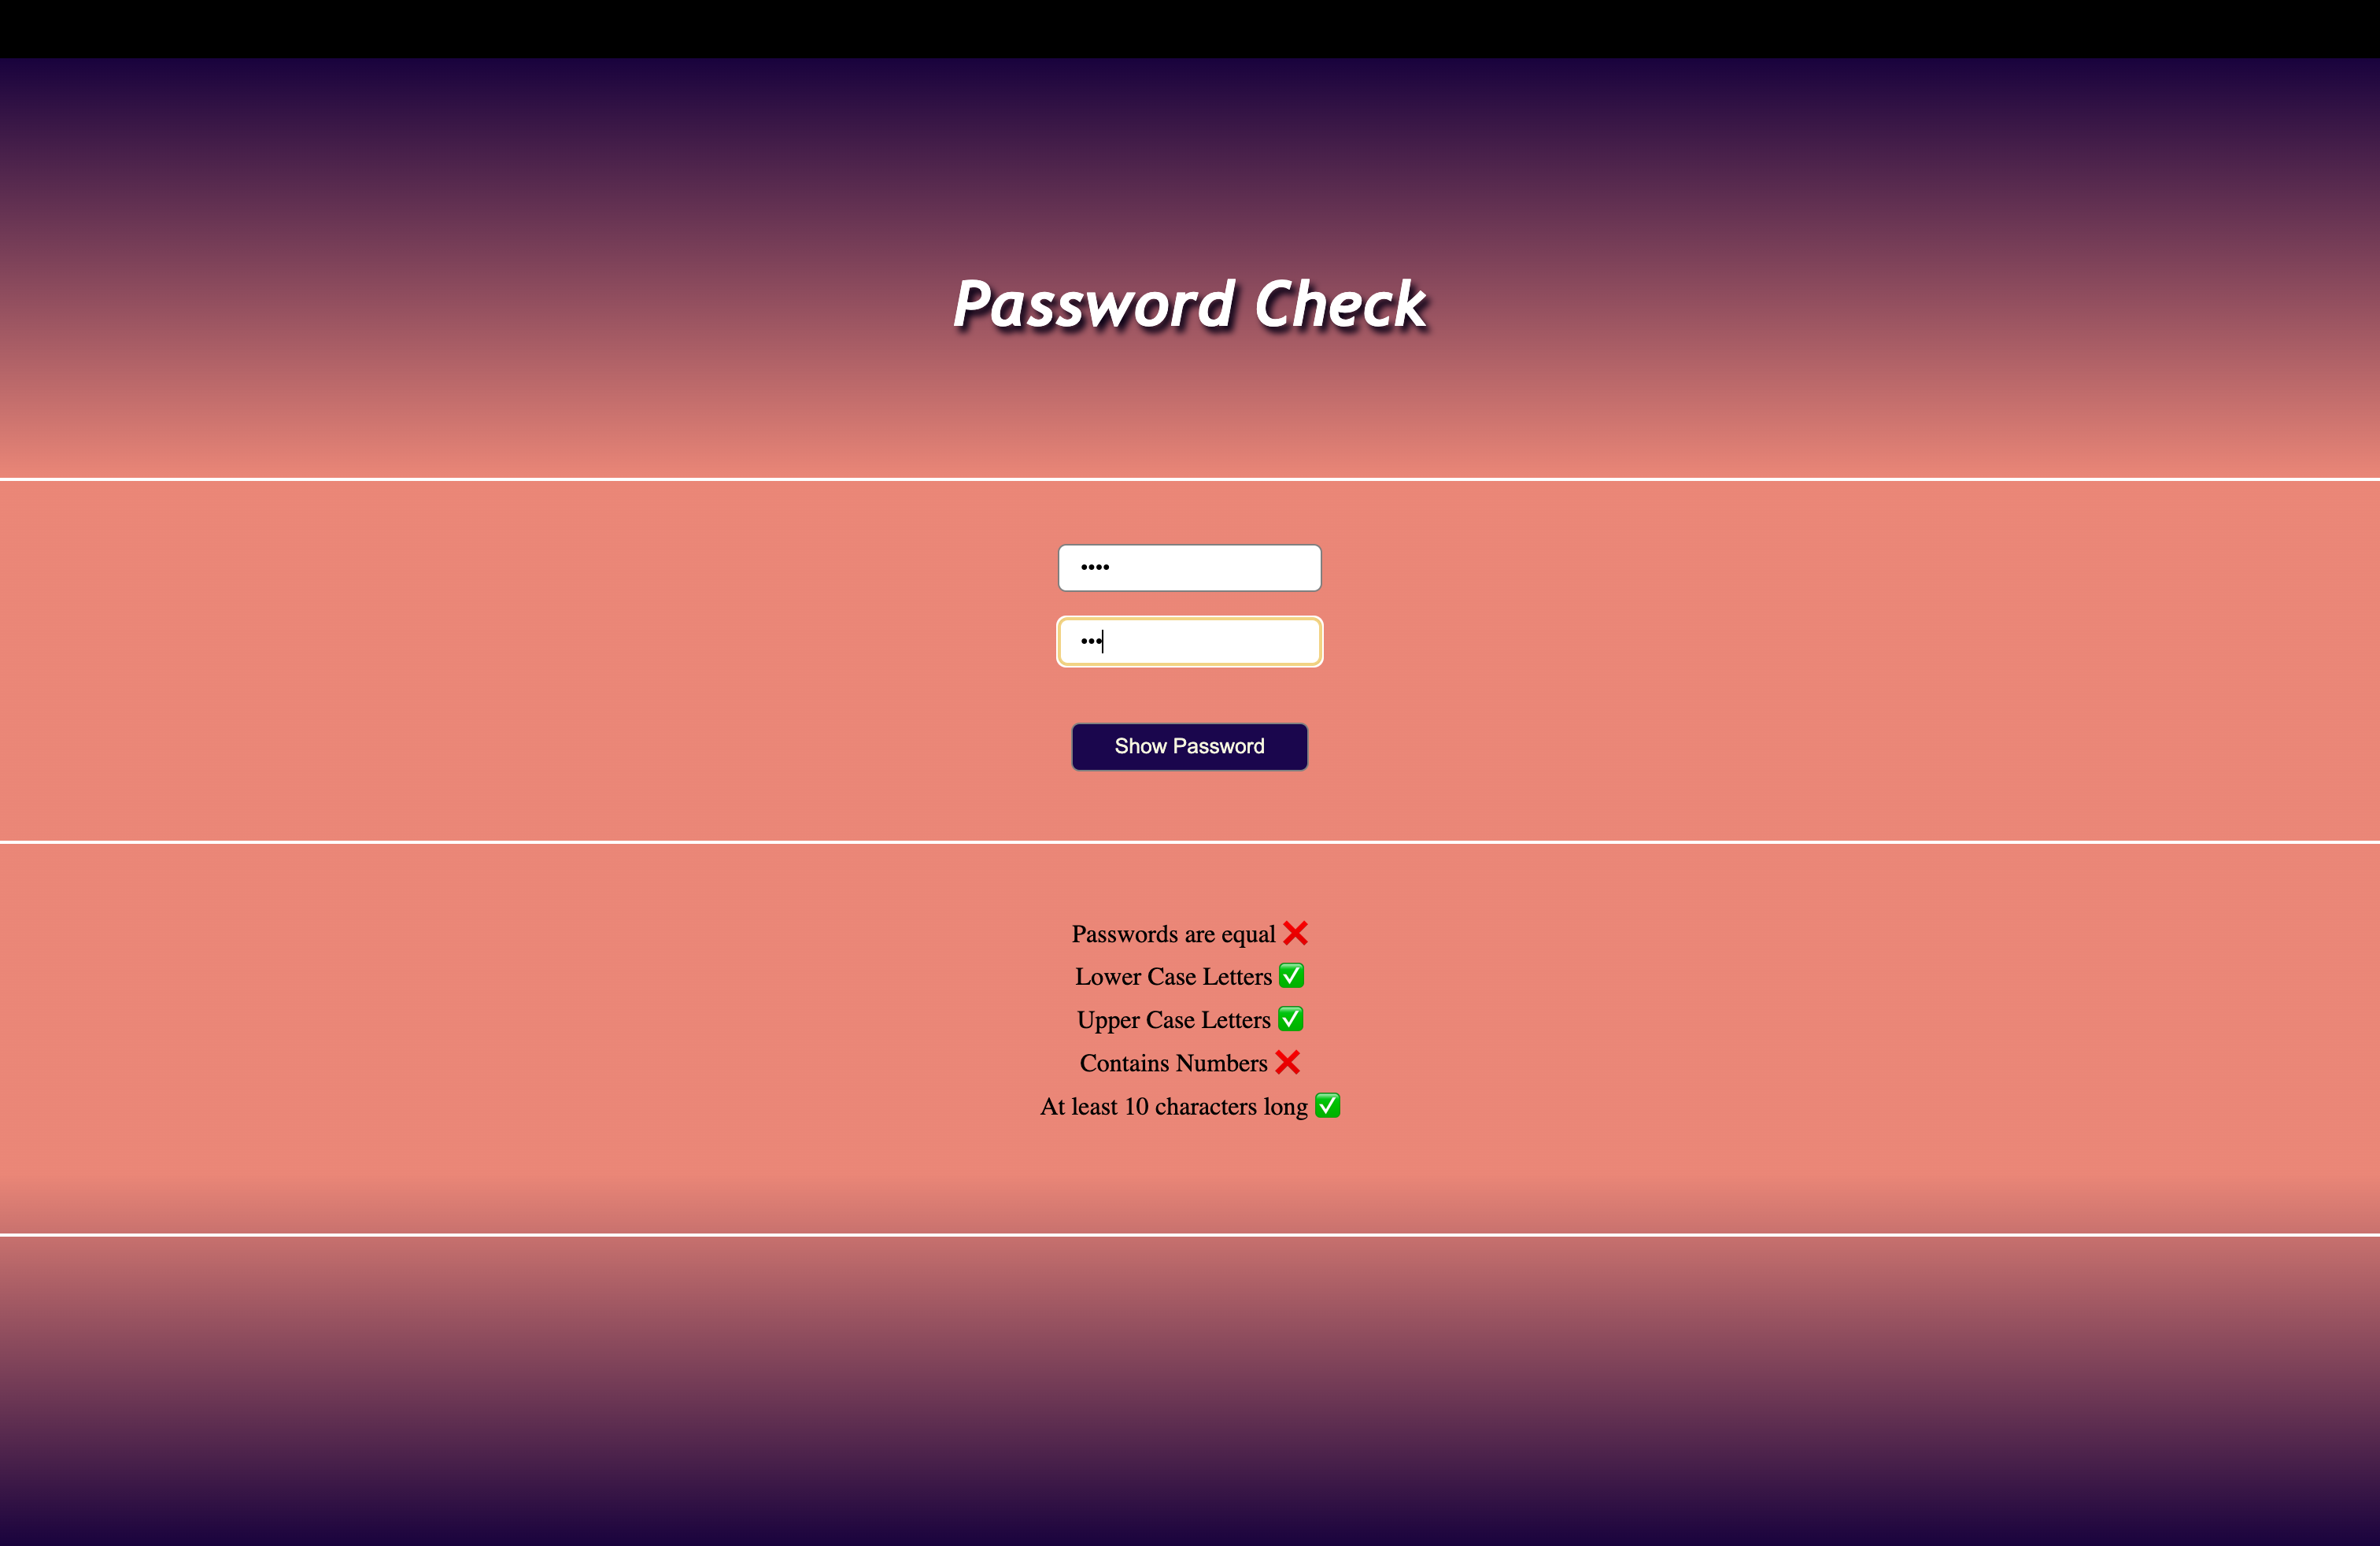 Password Check
••••
•••
Show Password
Passwords are equal ❌
Lower Case Letters ✅
Upper Case Letters ✅
Contains Numbers ❌
At least 10 characters long ✅